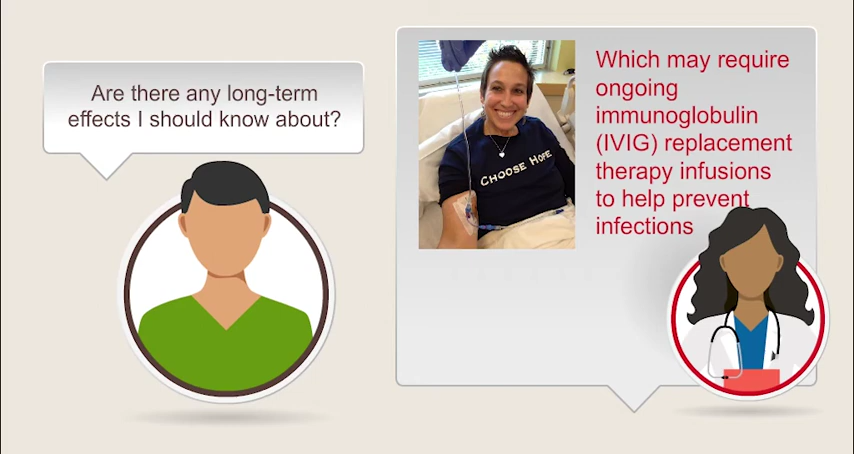 Are there any long-term
effects I should know about?
CHOOSE HOPE
Which may require
ongoing
immunoglobulin
(IVIG) replacement
therapy infusions
to help prevent
infections